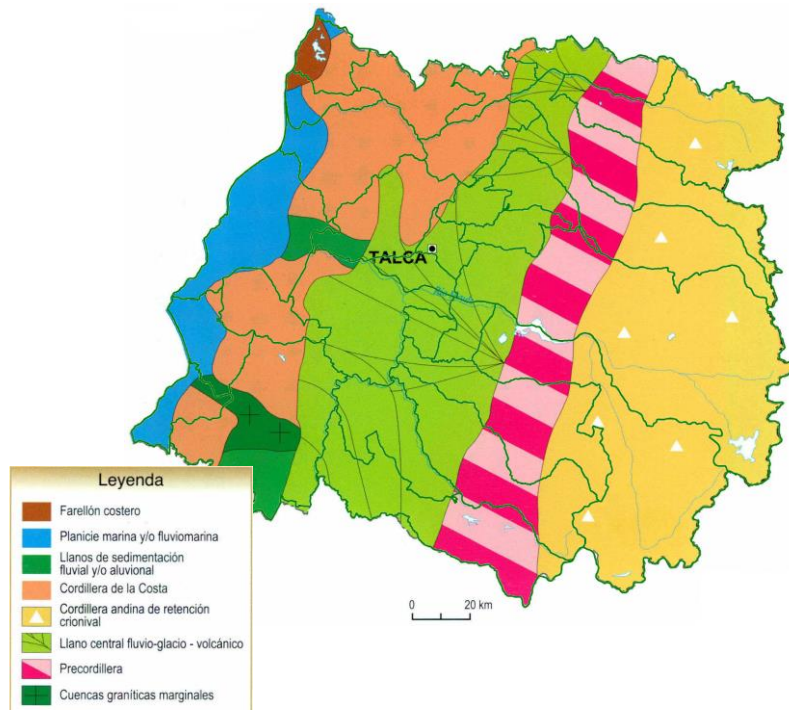 TALCA
Leyenda
Farellón costero
Planicie marina y/o fluviomarina
Llanos de sedimentación
fluvial y/o aluvional
Cordillera de la Costa
Cordillera andina de retención
crionival
Llano central fluvio-glacio - volcánico
Precordillera
Cuencas graníticas marginales
0 20 km